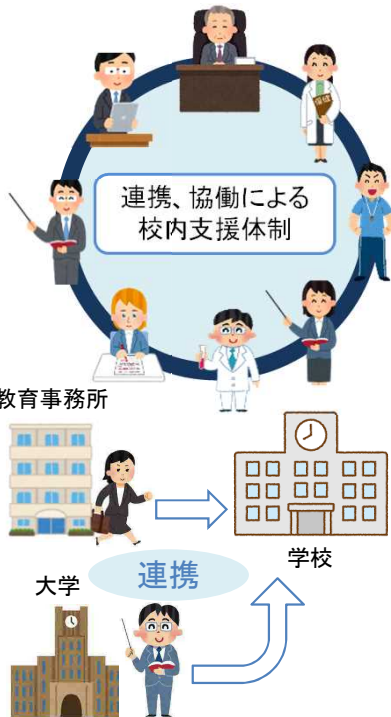 連携、協働による
校内支援体制
教育事務所
学校
大学
連携